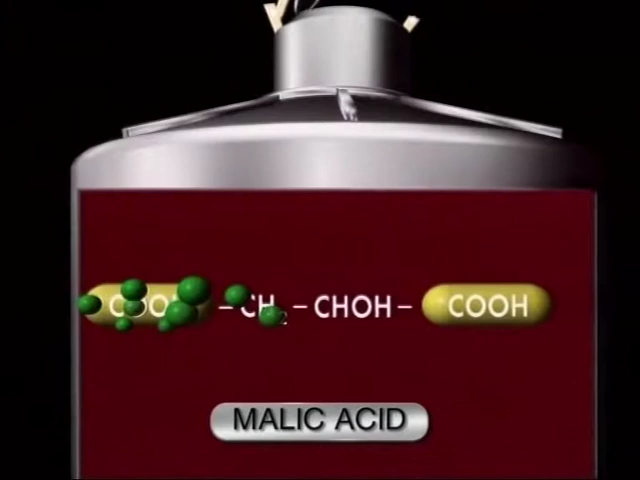 COOH – CH₂ – CHOH – COOH
MALIC ACID